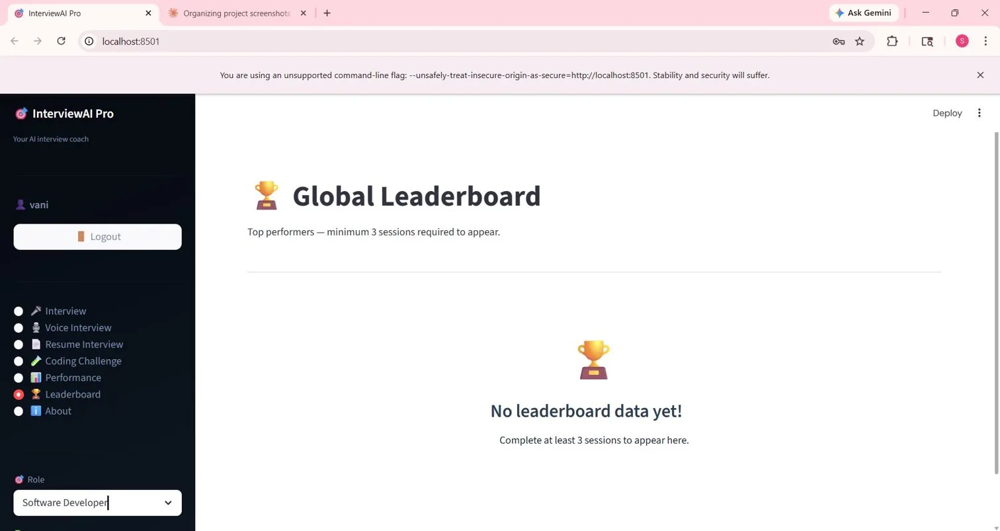 InterviewAI Pro
Organizing project screenshots
Ask Gemini
localhost:8501
S
You are using an unsupported command-line flag: --unsafely-treat-insecure-origin-as-secure=http://localhost:8501. Stability and security will suffer.
InterviewAI Pro
Your AI interview coach
vani
Logout
Interview
Voice Interview
Resume Interview
Coding Challenge
Performance
Leaderboard
About
Role
Software Developer
Deploy
Global Leaderboard
Top performers — minimum 3 sessions required to appear.
No leaderboard data yet!
Complete at least 3 sessions to appear here.